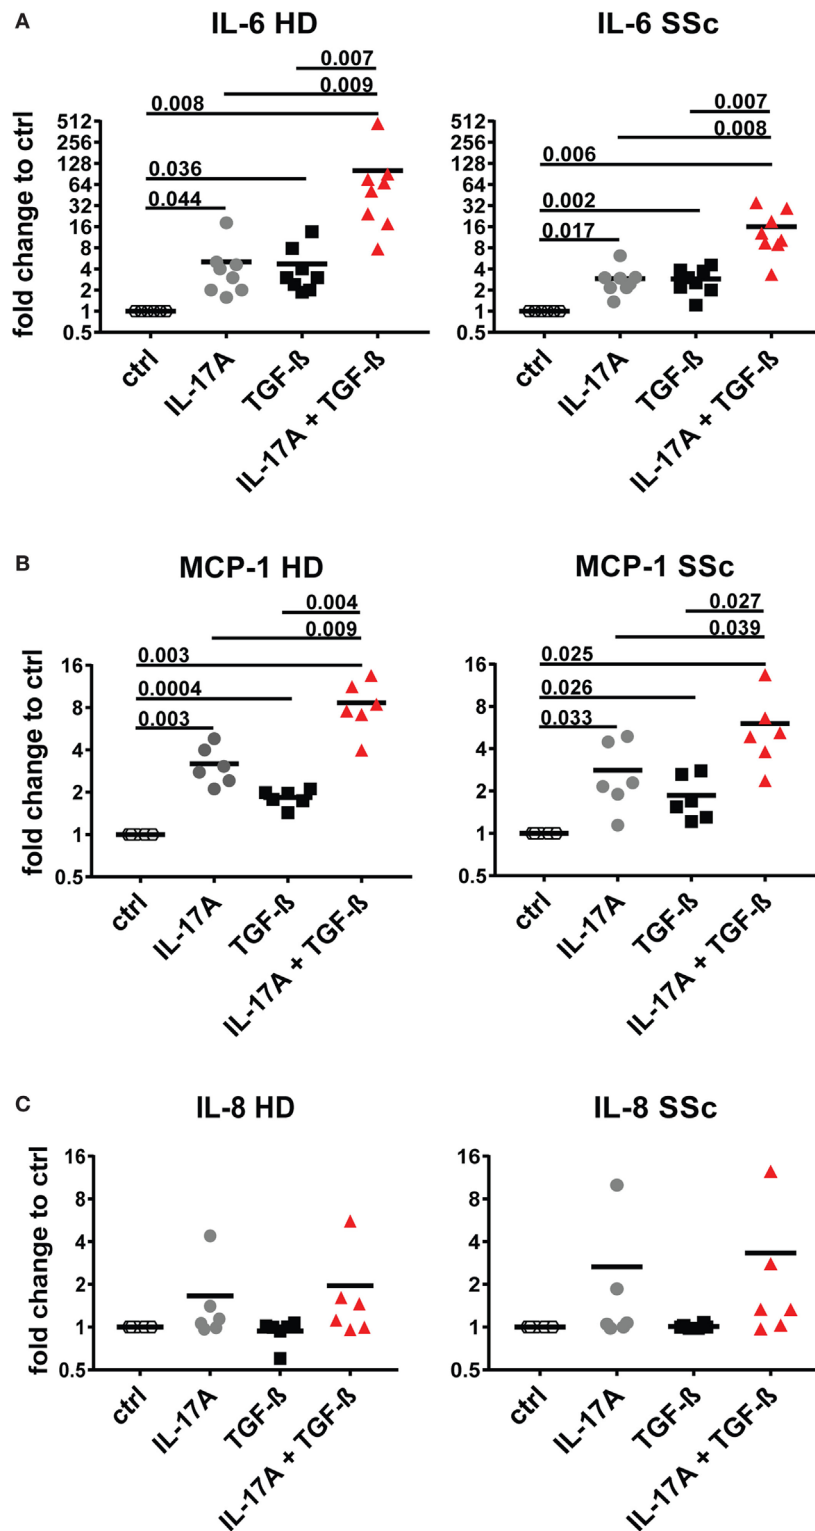 A
IL-6 HD
IL-6 SSc
0.007
0.009
0.008
0.036
0.044
fold change to ctrl
512
256
128
64
32
16
8
4
2
1
0.5
ctrl
IL-17A
TGF-ß
IL-17A + TGF-ß
0.007
0.008
0.006
0.002
0.017
512
256
128
64
32
16
8
4
2
1
0.5
ctrl
IL-17A
TGF-ß
IL-17A + TGF-ß
B
MCP-1 HD
MCP-1 SSc
0.004
0.009
0.003
0.0004
0.003
fold change to ctrl
16
8
4
2
1
0.5
ctrl
IL-17A
TGF-ß
IL-17A + TGF-ß
0.027
0.039
0.025
0.026
0.033
16
8
4
2
1
0.5
ctrl
IL-17A
TGF-ß
IL-17A + TGF-ß
C
IL-8 HD
IL-8 SSc
fold change to ctrl
16
8
4
2
1
0.5
ctrl
IL-17A
TGF-ß
IL-17A + TGF-ß
16
8
4
2
1
0.5
ctrl
IL-17A
TGF-ß
IL-17A + TGF-ß